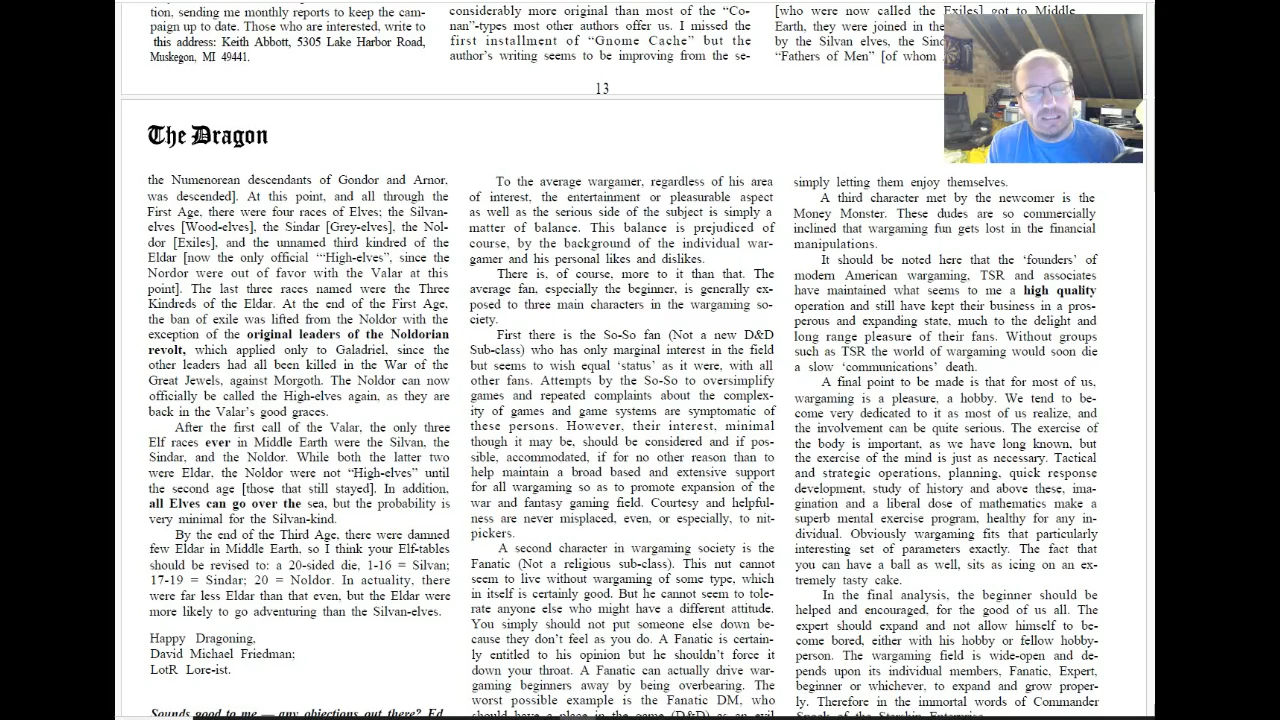 tion, sending me monthly reports to keep the cam-
paign up to date. Those who are interested, write to
this address: Keith Abbott, 5305 Lake Harbor Road,
Muskegon, MI 49441.
considerably more original than most of the “Co-
nan”-types most other authors offer us. I missed the
first installment of “Gnome Cache” but the
author’s writing seems to be improving from the se-
[who were now called the Exiles] got to Middle
Earth, they were joined in the
by the Silvan elves, the Sind
“Fathers of Men” [of whom
13
The Dragon
the Numenorean descendants of Gondor and Arnor.
was descended]. At this point, and all through the
First Age, there were four races of Elves; the Silvan-
elves [Wood-elves], the Sindar [Grey-elves], the Nol-
dor [Exiles], and the unnamed third kindred of the
Eldar [now the only official “‘High-elves”, since the
Nordor were out of favor with the Valar at this
point]. The last three races named were the Three
Kindreds of the Eldar. At the end of the First Age,
the ban of exile was lifted from the Noldor with the
exception of the original leaders of the Noldorian
revolt, which applied only to Galadriel, since the
other leaders had all been killed in the War of the
Great Jewels, against Morgoth. The Noldor can now
officially be called the High-elves again, as they are
back in the Valar’s good graces.
After the first call of the Valar, the only three
Elf races ever in Middle Earth were the Silvan, the
Sindar, and the Noldor. While both the latter two
were Eldar, the Noldor were not “High-elves” until
the second age [those that still stayed]. In addition,
all Elves can go over the sea, but the probability is
very minimal for the Silvan-kind.
By the end of the Third Age, there were damned
few Eldar in Middle Earth, so I think your Elf-tables
should be revised to: a 20-sided die, 1-16 = Silvan;
17-19 = Sindar; 20 = Noldor. In actuality, there
were far less Eldar than that even, but the Eldar were
more likely to go adventuring than the Silvan-elves.
Happy Dragoning,
David Michael Friedman;
LotR Lore-ist.
Sounds good to me — any objections out there? Ed.
To the average wargamer, regardless of his area
of interest, the entertainment or pleasurable aspect
as well as the serious side of the subject is simply a
matter of balance. This balance is prejudiced of
course, by the background of the individual war-
gamer and his personal likes and dislikes.
There is, of course, more to it than that. The
average fan, especially the beginner, is generally ex-
posed to three main characters in the wargaming so-
ciety.
First there is the So-So fan (Not a new D&D
Sub-class) who has only marginal interest in the field
but seems to wish equal ‘status’ as it were, with all
other fans. Attempts by the So-So to oversimplify
games and repeated complaints about the complex-
ity of games and game systems are symptomatic of
these persons. However, their interest, minimal
though it may be, should be considered and if pos-
sible, accommodated, if for no other reason than to
help maintain a broad based and extensive support
for all wargaming so as to promote expansion of the
war and fantasy gaming field. Courtesy and helpful-
ness are never misplaced, even, or especially, to nit-
pickers.
A second character in wargaming society is the
Fanatic (Not a religious sub-class). This nut cannot
seem to live without wargaming of some type, which
in itself is certainly good. But he cannot seem to tole-
rate anyone else who might have a different attitude.
You simply should not put someone else down be-
cause they don’t feel as you do. A Fanatic is certain-
ly entitled to his opinion but he shouldn’t force it
down your throat. A Fanatic can actually drive war-
gaming beginners away by being overbearing. The
worst possible example is the Fanatic DM, who
should have a place in the game (D&D) as an evil
simply letting them enjoy themselves.
A third character met by the newcomer is the
Money Monster. These dudes are so commercially
inclined that wargaming fun gets lost in the financial
manipulations.
It should be noted here that the ‘founders’ of
modern American wargaming, TSR and associates
have maintained what seems to me a high quality
operation and still have kept their business in a pros-
perous and expanding state, much to the delight and
long range pleasure of their fans. Without groups
such as TSR the world of wargaming would soon die
a slow ‘communications’ death.
A final point to be made is that for most of us,
wargaming is a pleasure, a hobby. We tend to be-
come very dedicated to it as most of us realize, and
the involvement can be quite serious. The exercise of
the body is important, as we have long known, but
the exercise of the mind is just as necessary. Tactical
and strategic operations, planning, quick response
development, study of history and above these, ima-
gination and a liberal dose of mathematics make a
superb mental exercise program, healthy for any in-
dividual. Obviously wargaming fits that particularly
interesting set of parameters exactly. The fact that
you can have a ball as well, sits as icing on an ex-
tremely tasty cake.
In the final analysis, the beginner should be
helped and encouraged, for the good of us all. The
expert should expand and not allow himself to be-
come bored, either with his hobby or fellow hobby-
person. The wargaming field is wide-open and de-
pends upon its individual members, Fanatic, Expert,
beginner or whichever, to expand and grow proper-
ly. Therefore in the immortal words of Commander
Spock of the Starship Enterprise